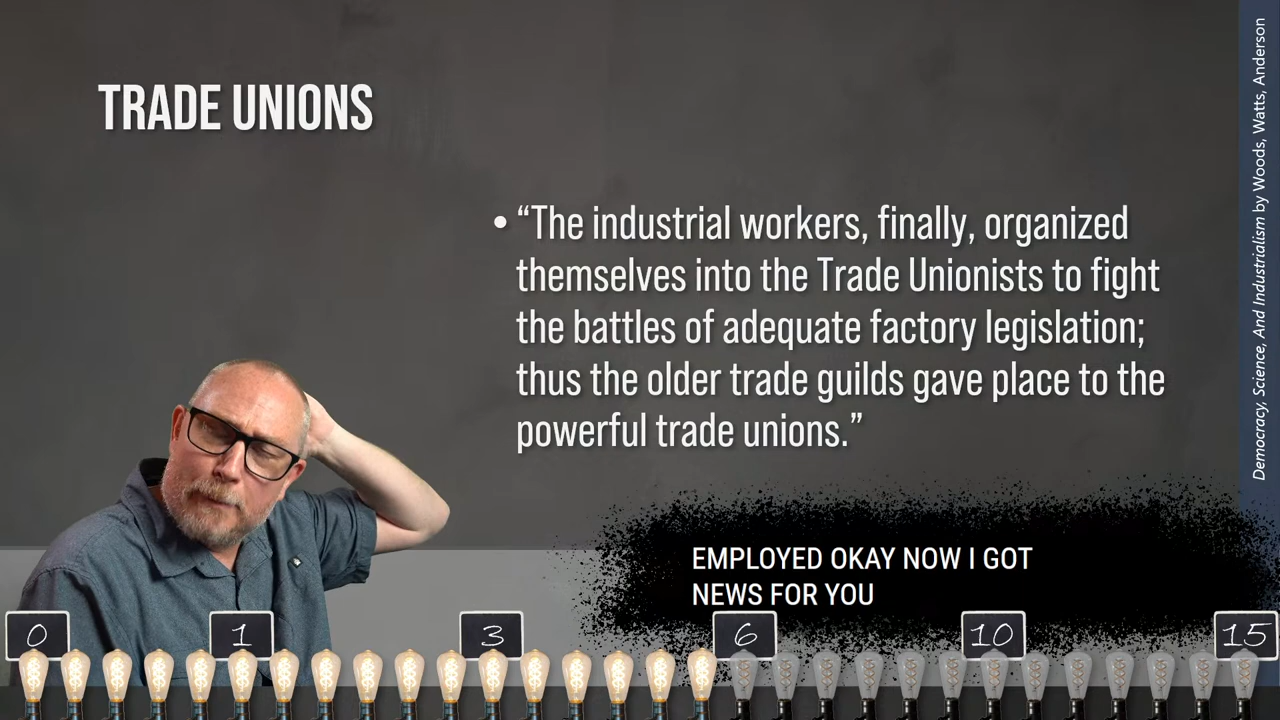 TRADE UNIONS
• “The industrial workers, finally, organized
themselves into the Trade Unionists to fight
the battles of adequate factory legislation;
thus the older trade guilds gave place to the
powerful trade unions.”
Democracy, Science, And Industrialism by Woods, Watts, Anderson
EMPLOYED OKAY NOW I GOT
NEWS FOR YOU
0 1 3 6 10 15